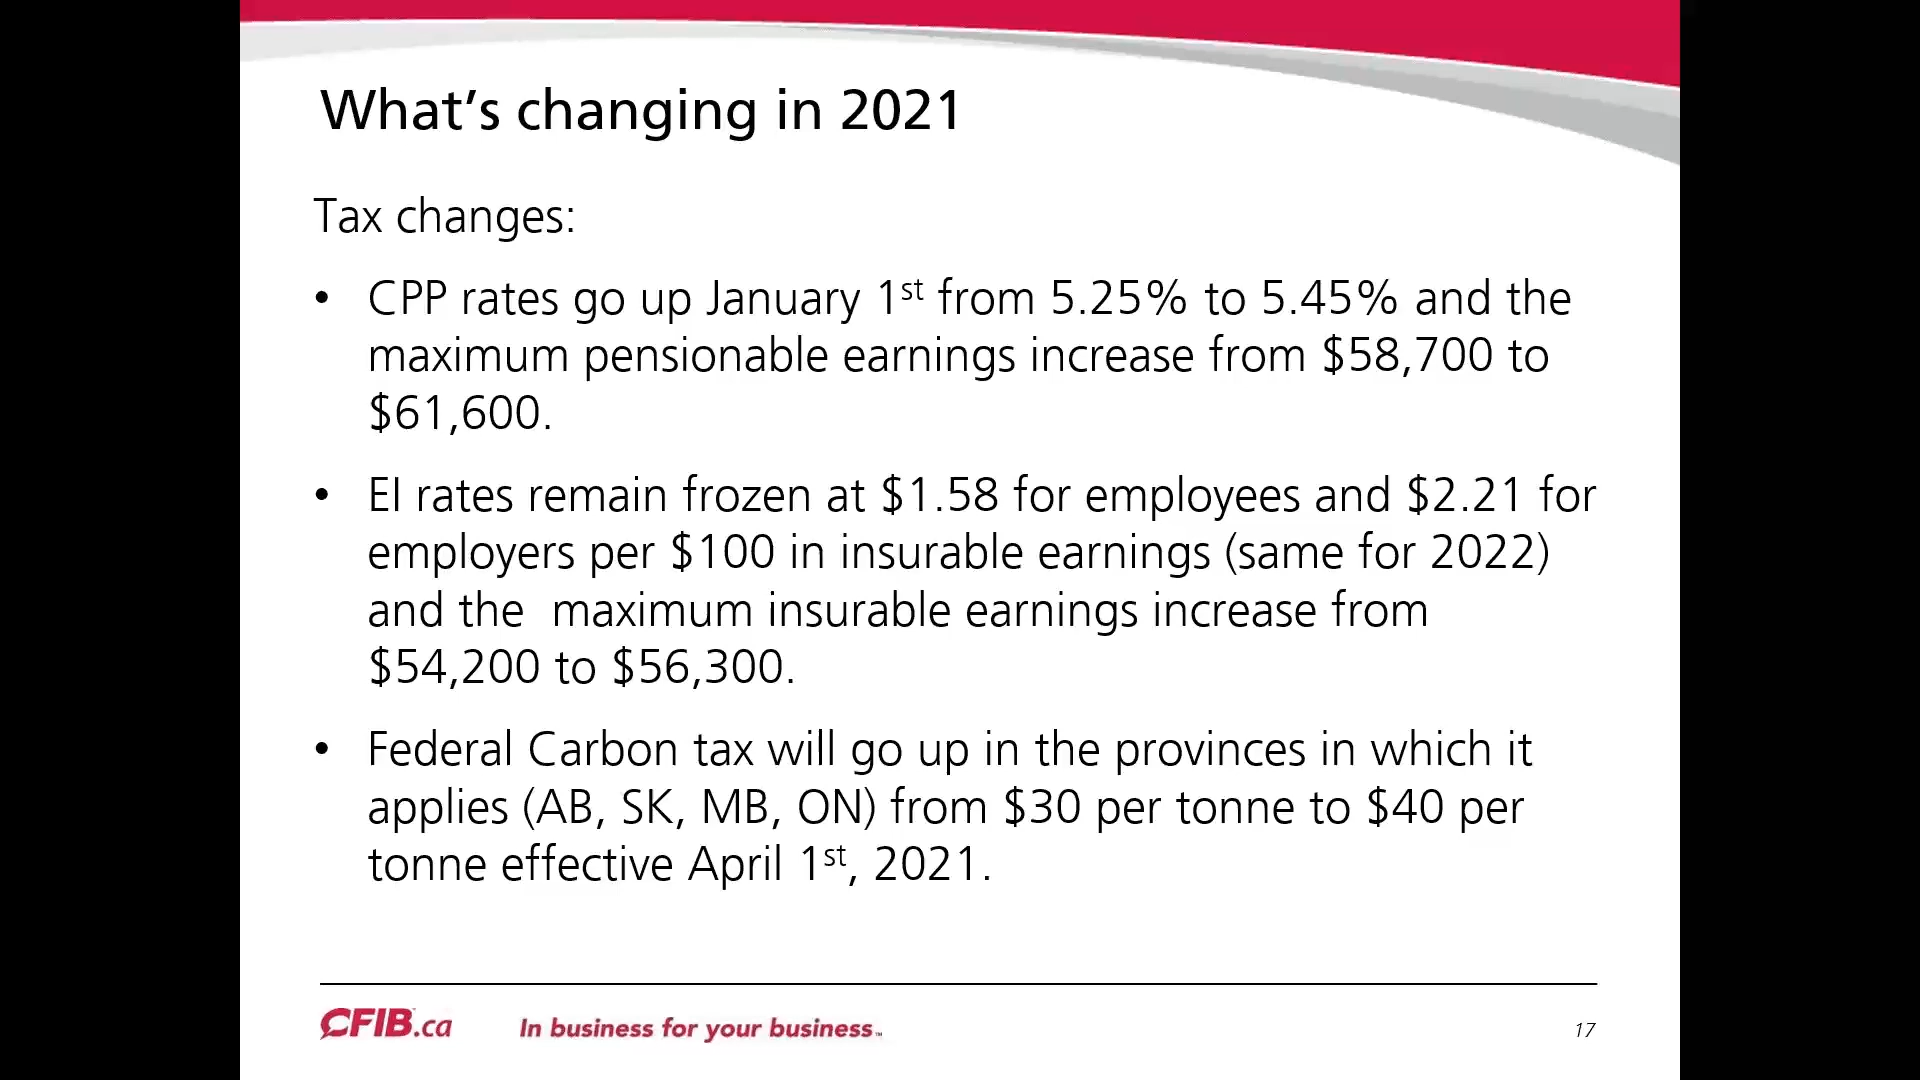 What’s changing in 2021
Tax changes:
• CPP rates go up January 1st from 5.25% to 5.45% and the
maximum pensionable earnings increase from $58,700 to
$61,600.
• EI rates remain frozen at $1.58 for employees and $2.21 for
employers per $100 in insurable earnings (same for 2022)
and the  maximum insurable earnings increase from
$54,200 to $56,300.
• Federal Carbon tax will go up in the provinces in which it
applies (AB, SK, MB, ON) from $30 per tonne to $40 per
tonne effective April 1st, 2021.
CFIB.ca In business for your business™ 17